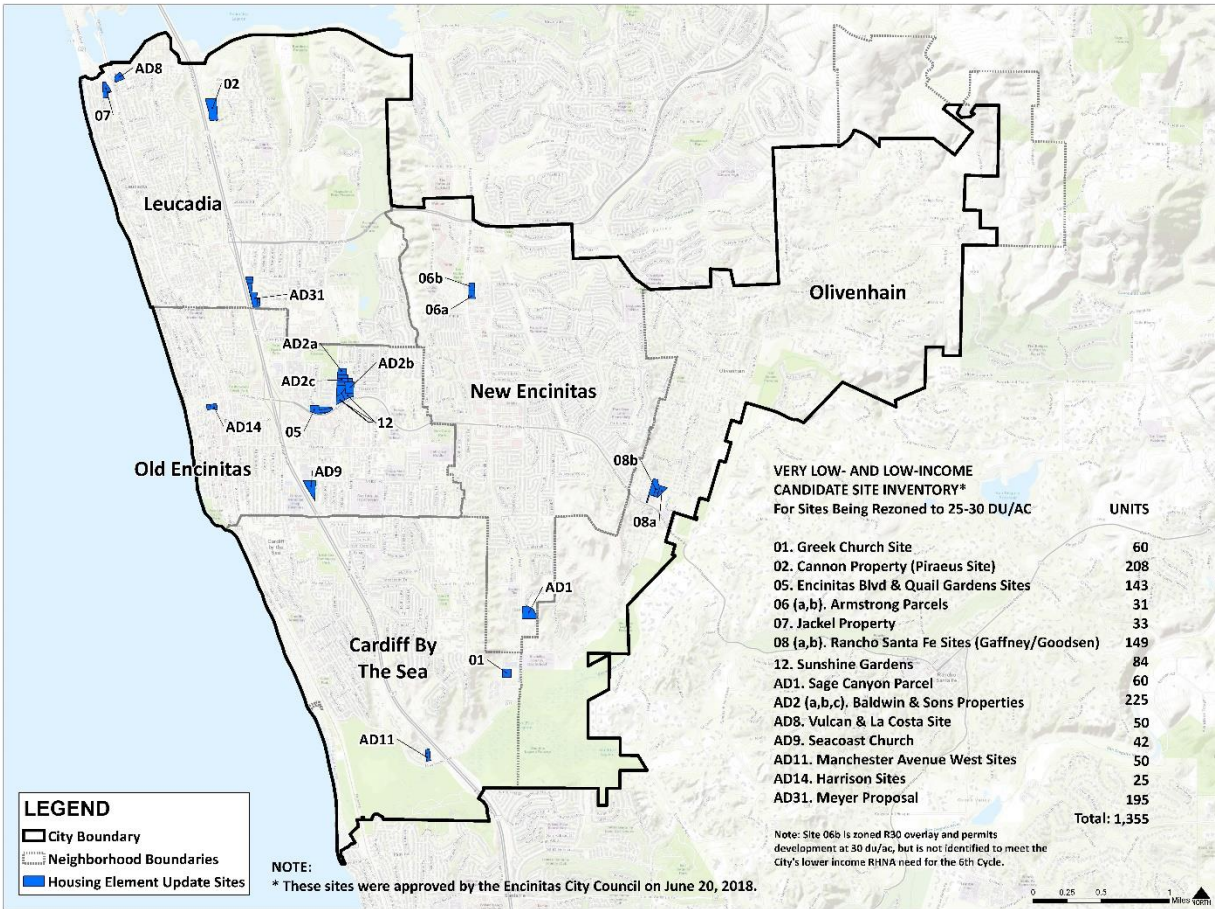 AD8
02
07
Leucadia
AD31
06b
06a
Olivenhain
AD2a
AD2b
AD2c
New Encinitas
12
05
AD14
Old Encinitas
AD9
08b
08a
AD1
Cardiff By
The Sea
01
AD11
VERY LOW- AND LOW-INCOME
CANDIDATE SITE INVENTORY*
For Sites Being Rezoned to 25-30 DU/AC UNITS
01. Greek Church Site 60
02. Cannon Property (Piraeus Site) 208
05. Encinitas Blvd & Quail Gardens Sites 143
06 (a,b). Armstrong Parcels 31
07. Jackel Property 33
08 (a,b). Rancho Santa Fe Sites (Gaffney/Goodsen) 149
12. Sunshine Gardens 84
AD1. Sage Canyon Parcel 60
AD2 (a,b,c). Baldwin & Sons Properties 225
AD8. Vulcan & La Costa Site 50
AD9. Seacoast Church 42
AD11. Manchester Avenue West Sites 50
AD14. Harrison Sites 25
AD31. Meyer Proposal 195
Total: 1,355
Note: Site 06b is zoned R30 overlay and permits
development at 30 du/ac, but is not identified to meet the
City's lower income RHNA need for the 6th Cycle.
LEGEND
City Boundary
Neighborhood Boundaries
Housing Element Update Sites
NOTE:
* These sites were approved by the Encinitas City Council on June 20, 2018.
0 0.25 0.5 1
Miles
NORTH